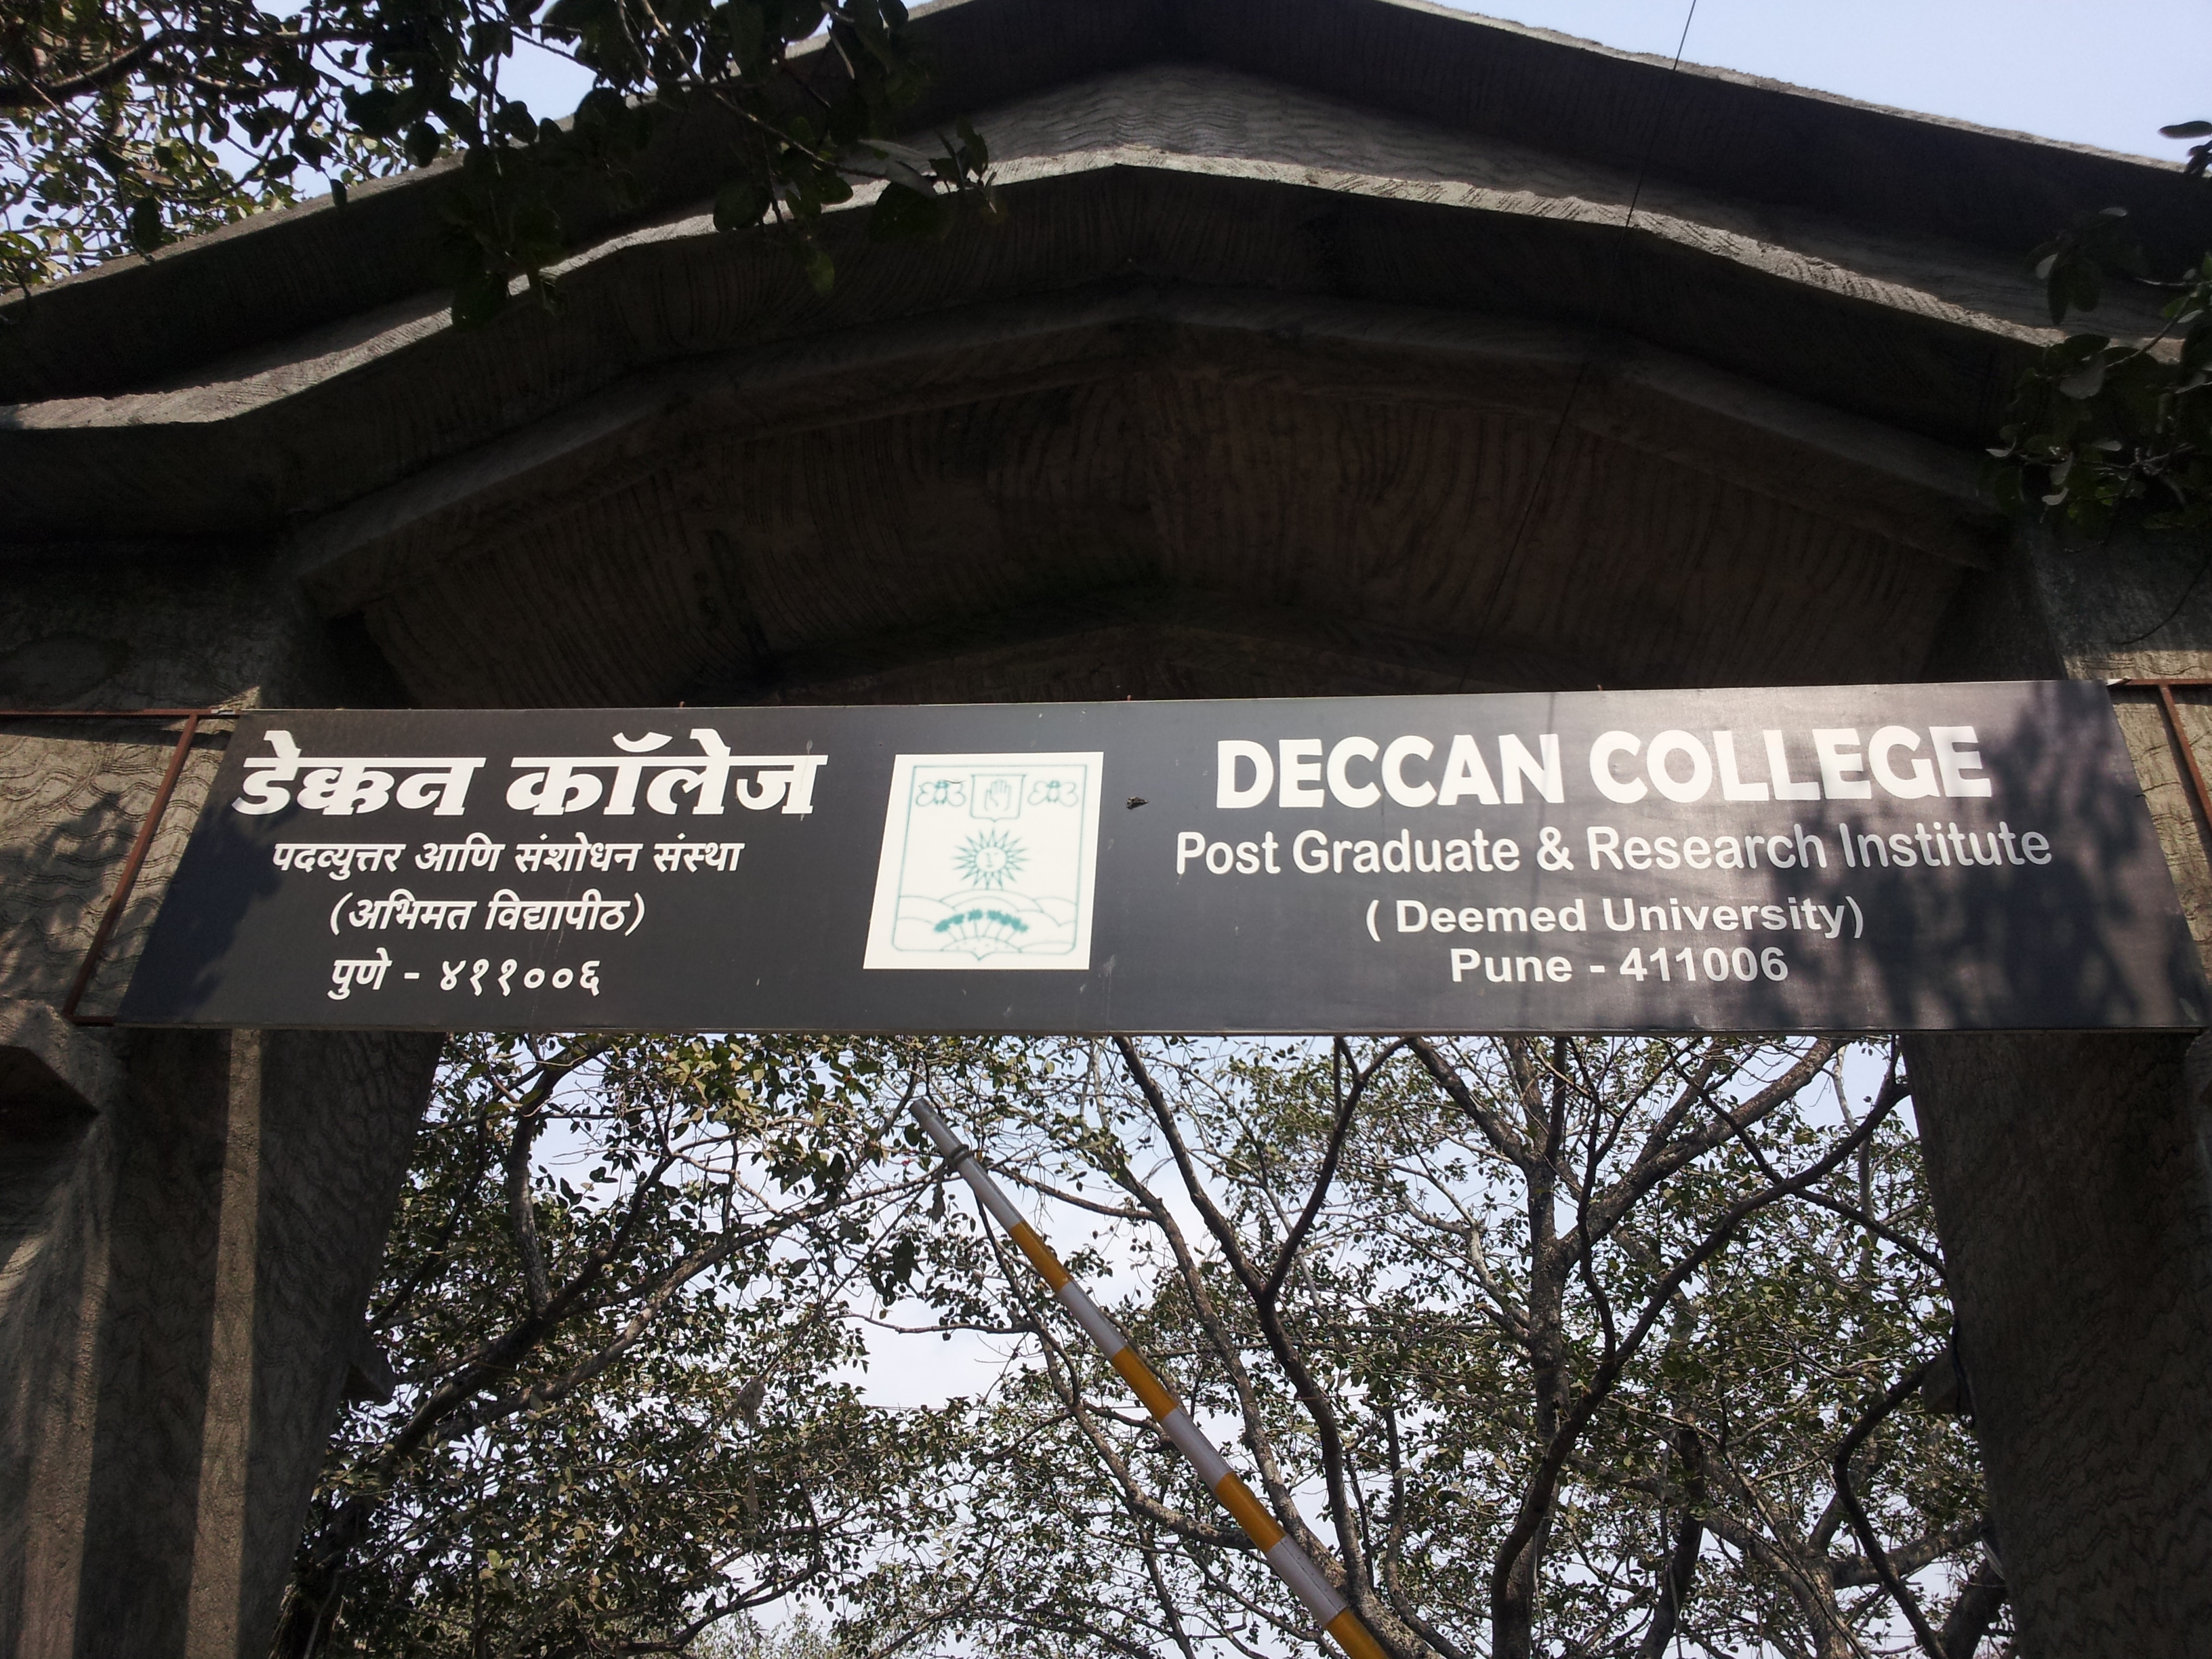 डेक्कन कॉलेज
पदव्युत्तर आणि संशोधन संस्था
(अभिमत विद्यापीठ)
पुणे - ४११००६
DECCAN COLLEGE
Post Graduate & Research Institute
( Deemed University)
Pune - 411006